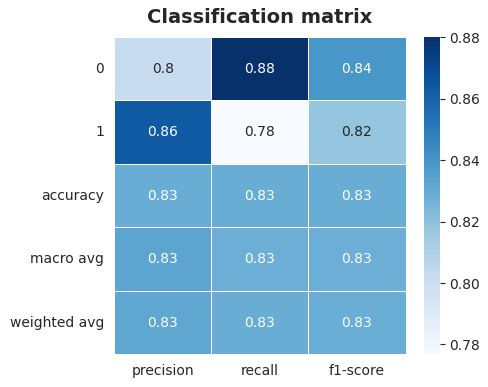 Classification matrix
0 0.8 0.88 0.84
1 0.86 0.78 0.82
accuracy 0.83 0.83 0.83
macro avg 0.83 0.83 0.83
weighted avg 0.83 0.83 0.83
precision recall f1-score
0.88
0.86
0.84
0.82
0.80
0.78